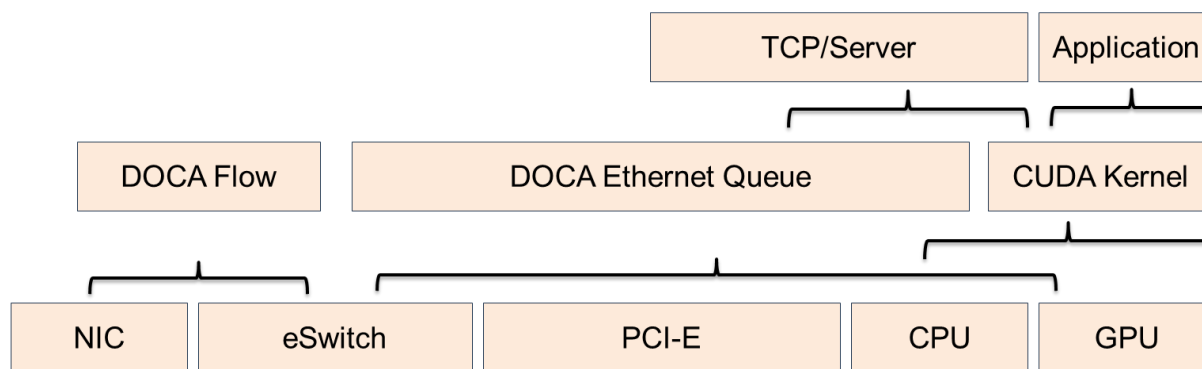 TCP/Server Application
DOCA Flow DOCA Ethernet Queue CUDA Kernel
NIC eSwitch PCI-E CPU GPU